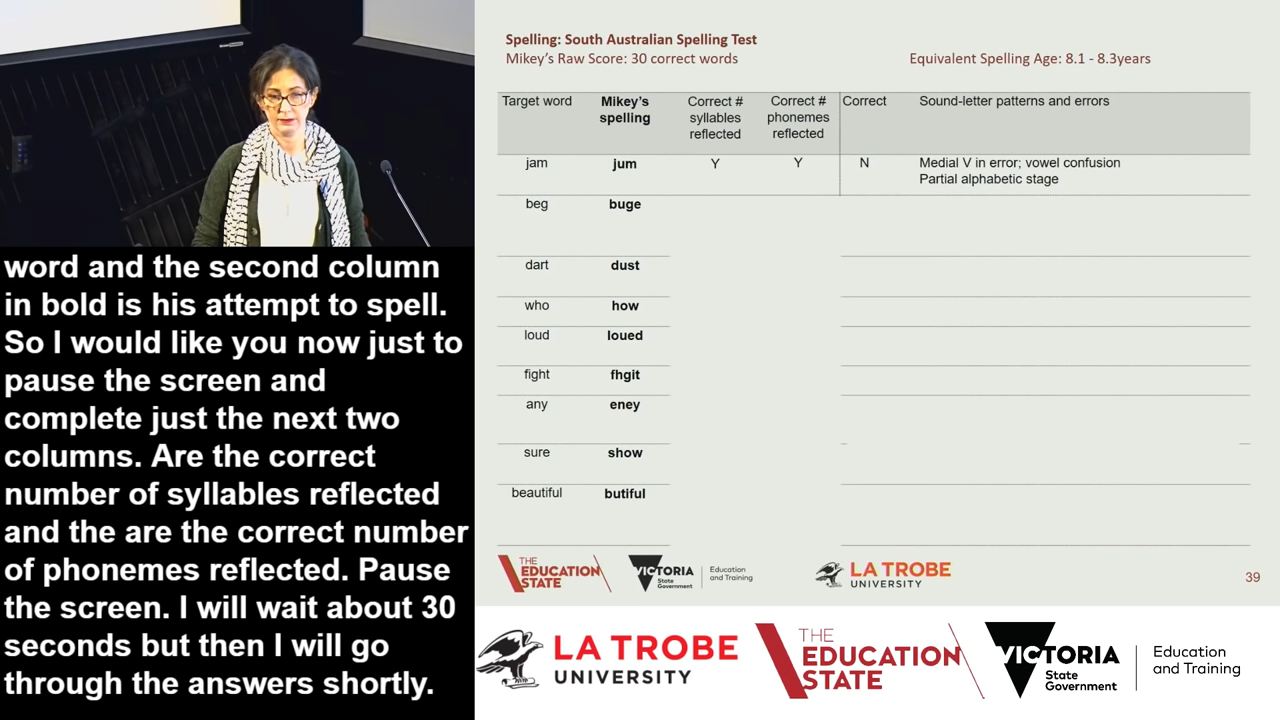 word and the second column
in bold is his attempt to spell.
So I would like you now just to
pause the screen and
complete just the next two
columns. Are the correct
number of syllables reflected
and the are the correct number
of phonemes reflected. Pause
the screen. I will wait about 30
seconds but then I will go
through the answers shortly.
Spelling: South Australian Spelling Test
Mikey's Raw Score: 30 correct words
Equivalent Spelling Age: 8.1 - 8.3years
Target word
Mikey's
spelling
Correct #
syllables
reflected
Correct #
phonemes
reflected
Correct
Sound-letter patterns and errors
jam jum Y Y N Medial V in error; vowel confusion
Partial alphabetic stage
beg buge
dart dust
who how
loud loued
fight fhgit
any eney
sure show
beautiful butiful
THE
EDUCATION
STATE
VICTORIA
State
Government
Education
and Training
LA TROBE
UNIVERSITY
39
LA TROBE
UNIVERSITY
THE
EDUCATION
STATE
VICTORIA
State
Government
Education
and Training